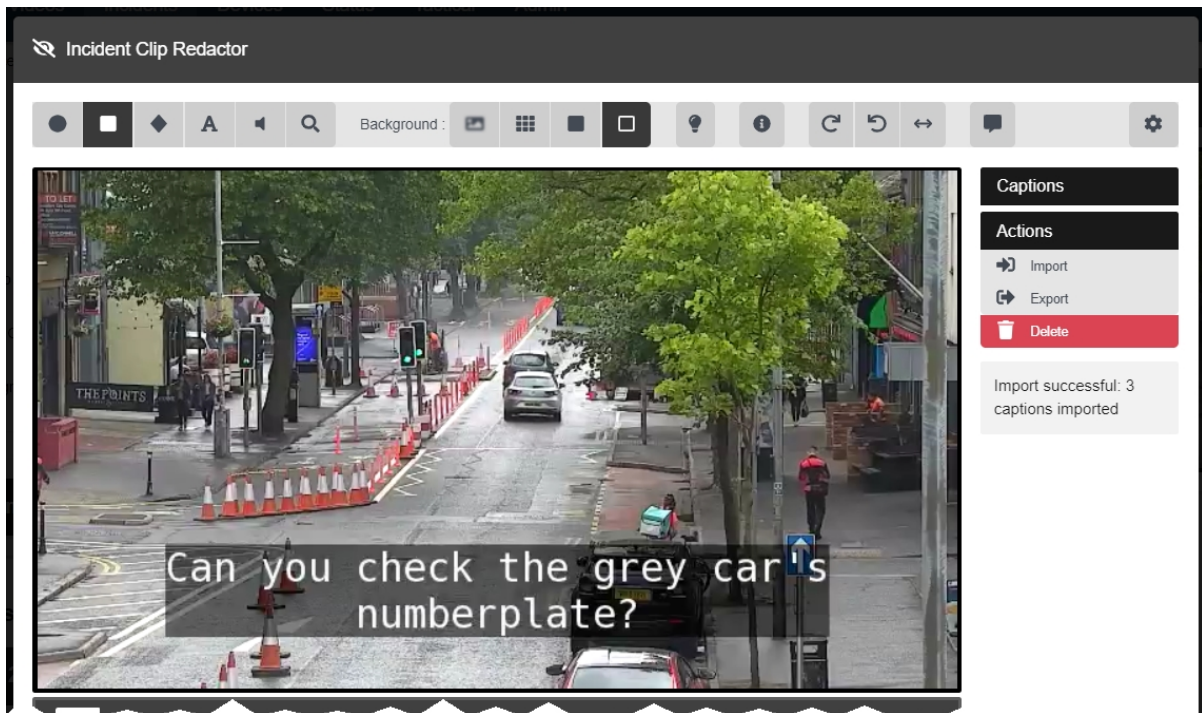 Incident Clip Redactor
A
Background :
Captions
Actions
Import
Export
Delete
Import successful: 3
captions imported
TO LET
THE POINTS
Can you check the grey car's
numberplate?